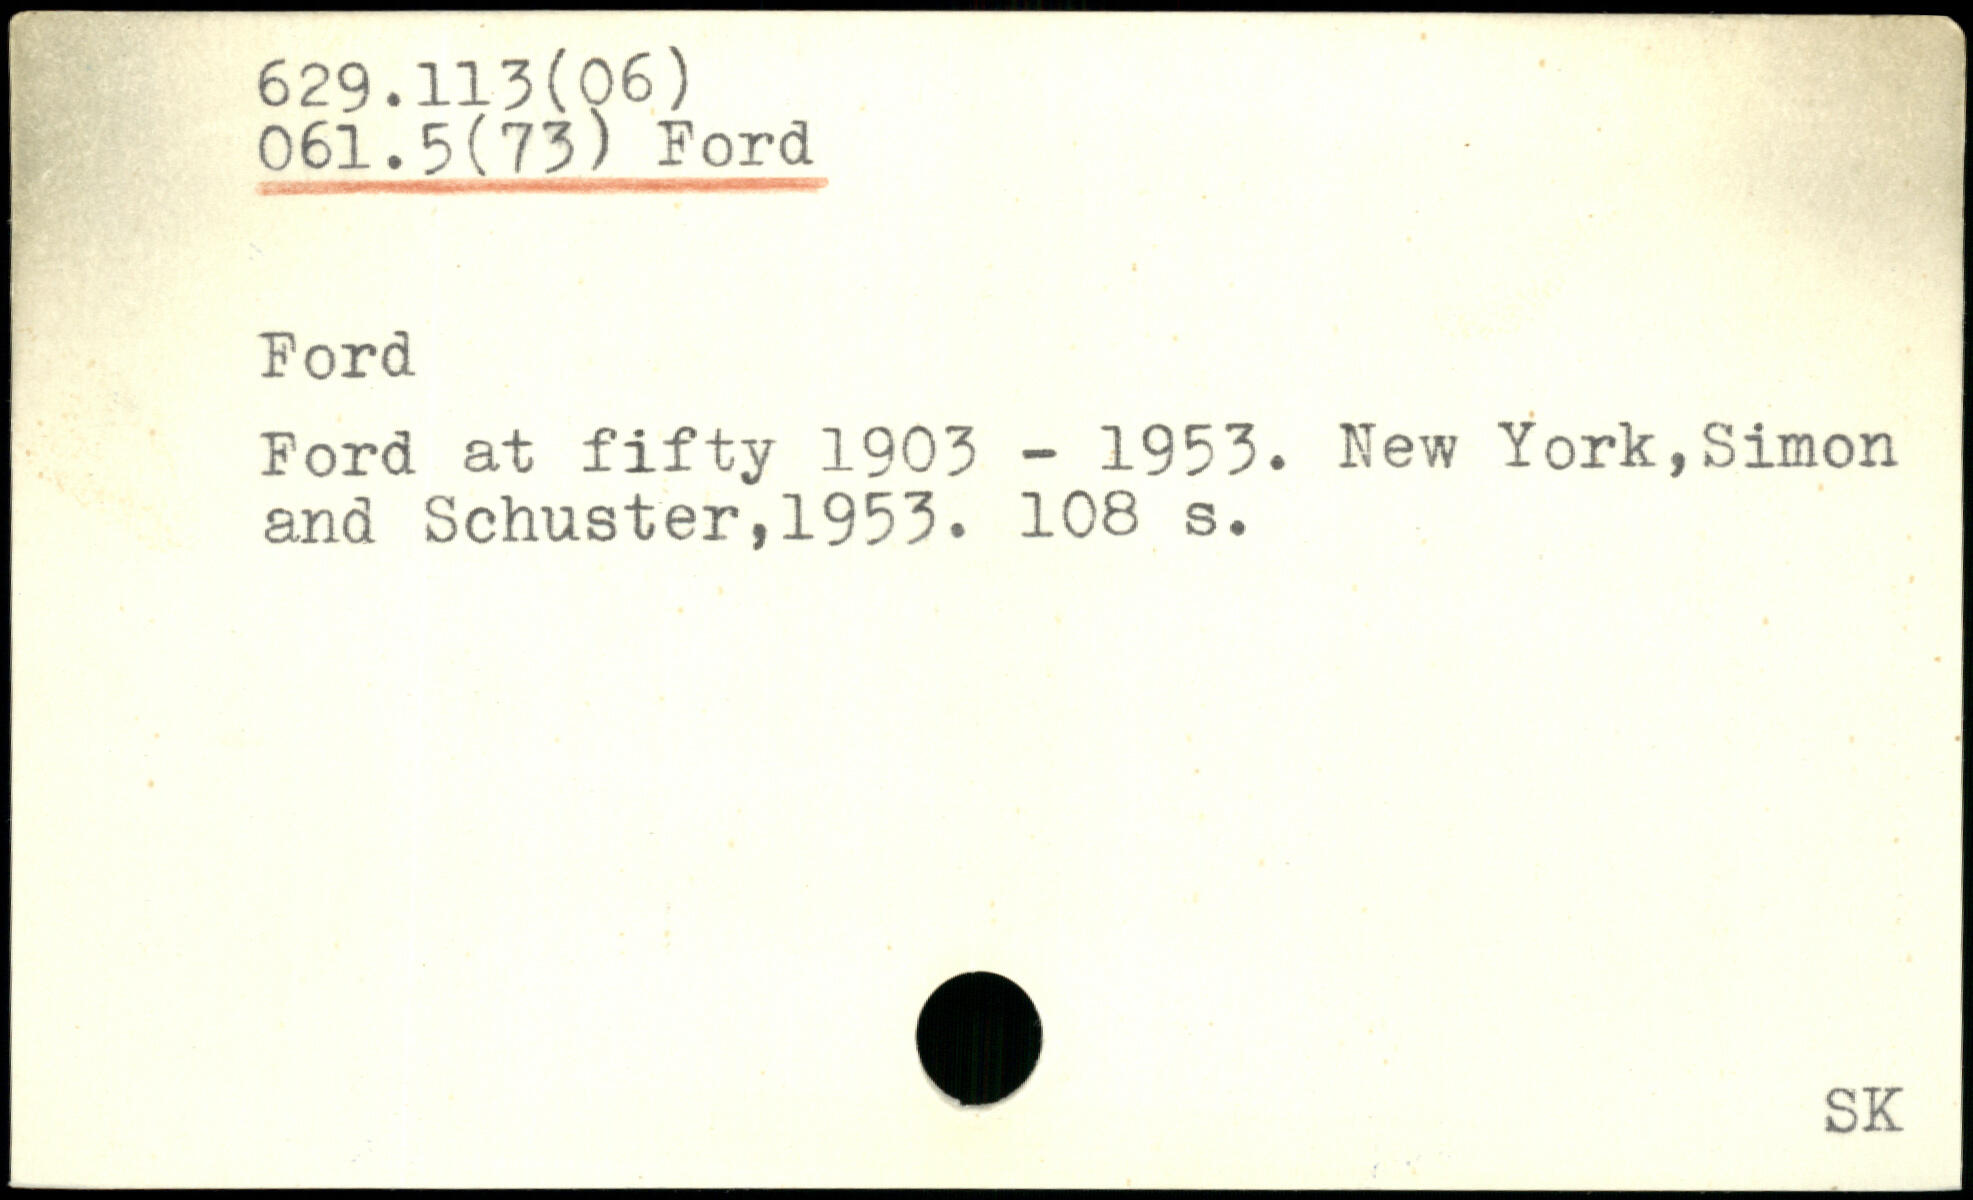 629.113(06)
061.5(73) Ford
Ford
Ford at fifty 1903 - 1953. New York,Simon
and Schuster,1953. 108 s.
SK